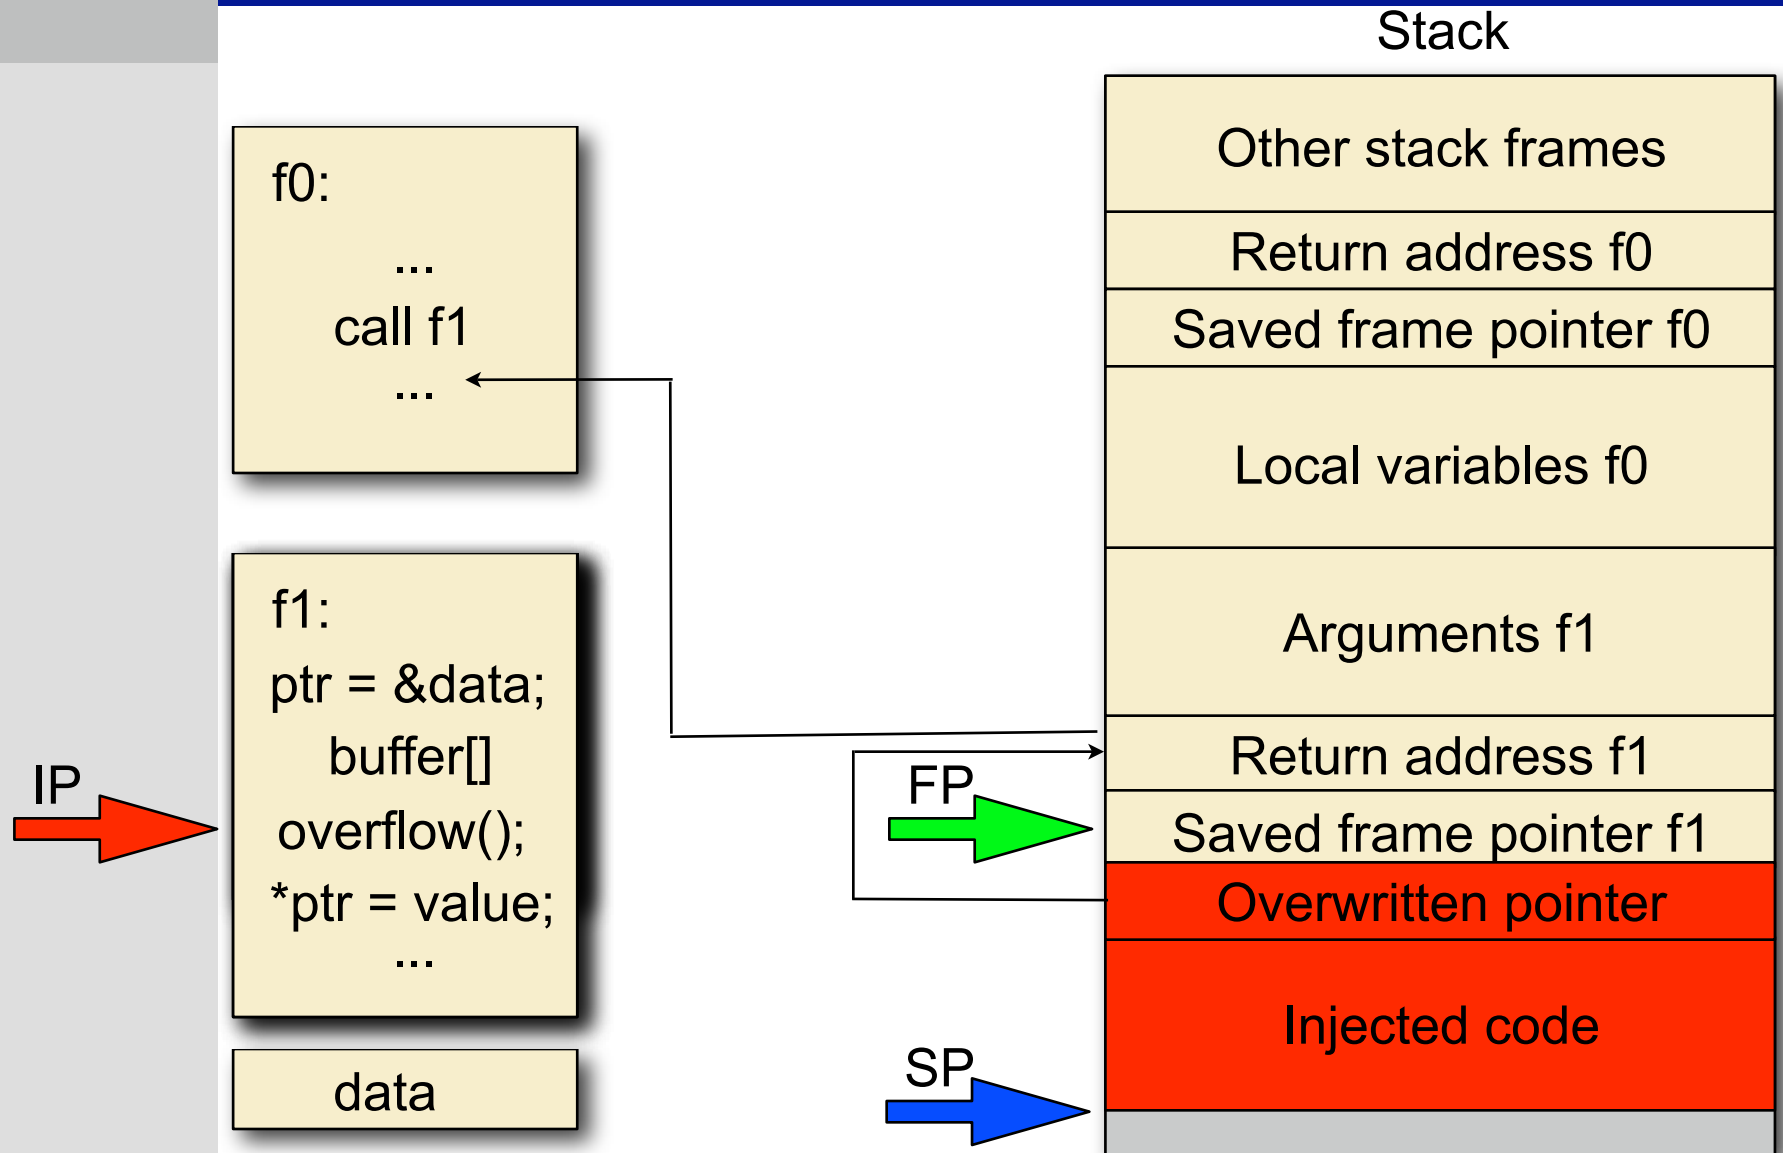 Stack
f0:
...
call f1
...
f1:
ptr = &data;
buffer[]
overflow();
*ptr = value;
...
data
IP
FP
SP
Other stack frames
Return address f0
Saved frame pointer f0
Local variables f0
Arguments f1
Return address f1
Saved frame pointer f1
Overwritten pointer
Injected code